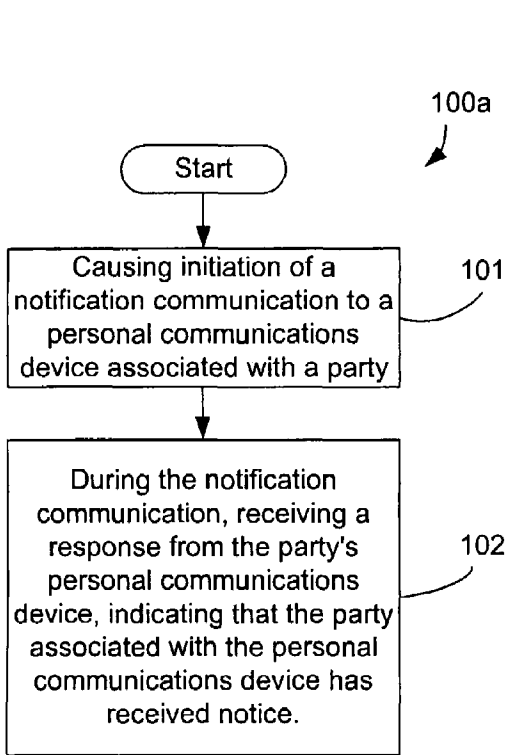 100a
Start
Causing initiation of a
notification communication to a
personal communications
device associated with a party
101
During the notification
communication, receiving a
response from the party's
personal communications
device, indicating that the party
associated with the personal
communications device has
received notice.
102